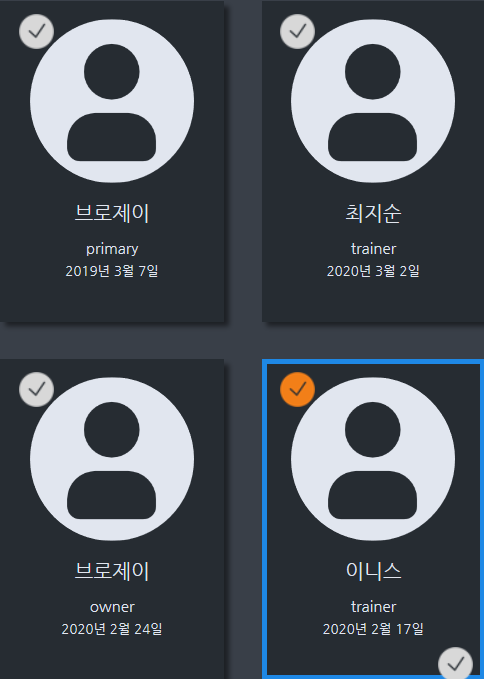 브로제이
primary
2019년 3월 7일
최지순
trainer
2020년 3월 2일
브로제이
owner
2020년 2월 24일
이니스
trainer
2020년 2월 17일